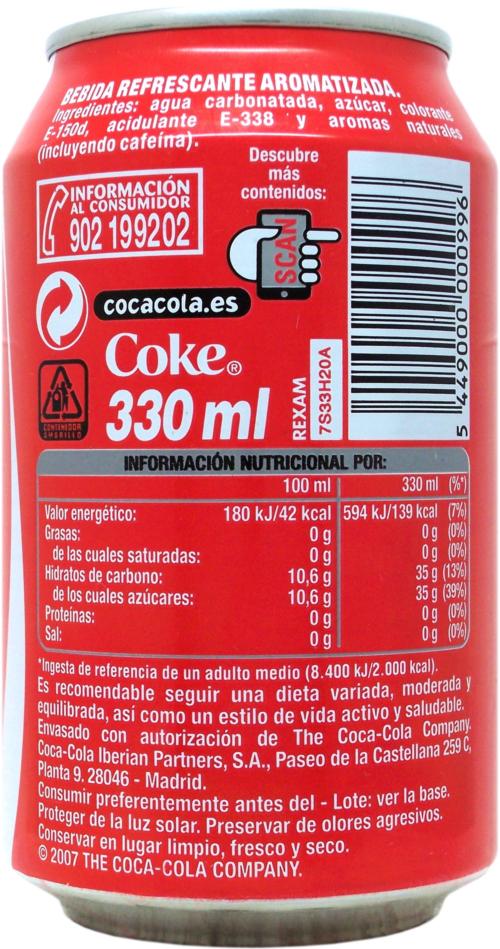 BEBIDA REFRESCANTE AROMATIZADA.
Ingredientes: agua carbonatada, azúcar, colorante
E-150d, acidulante E-338 y aromas naturales
(incluyendo cafeína).
Descubre
más
contenidos:
SCAN
INFORMACIÓN
AL CONSUMIDOR
902 199202
cocacola.es
Coke®
330 ml
CONTENEDOR
AMARILLO
REXAM
7S33H20A
5 449000 000996
INFORMACIÓN NUTRICIONAL POR:
100 ml 330 ml (%*)
Valor energético: 180 kJ/42 kcal 594 kJ/139 kcal (7%)
Grasas: 0 g 0 g (0%)
de las cuales saturadas: 0 g 0 g (0%)
Hidratos de carbono: 10,6 g 35 g (13%)
de los cuales azúcares: 10,6 g 35 g (39%)
Proteínas: 0 g 0 g (0%)
Sal: 0 g 0 g (0%)
*Ingesta de referencia de un adulto medio (8.400 kJ/2.000 kcal).
Es recomendable seguir una dieta variada, moderada y
equilibrada, así como un estilo de vida activo y saludable.
Envasado con autorización de The Coca-Cola Company.
Coca-Cola Iberian Partners, S.A., Paseo de la Castellana 259 C,
Planta 9. 28046 - Madrid.
Consumir preferentemente antes del - Lote: ver la base.
Proteger de la luz solar. Preservar de olores agresivos.
Conservar en lugar limpio, fresco y seco.
© 2007 THE COCA-COLA COMPANY.